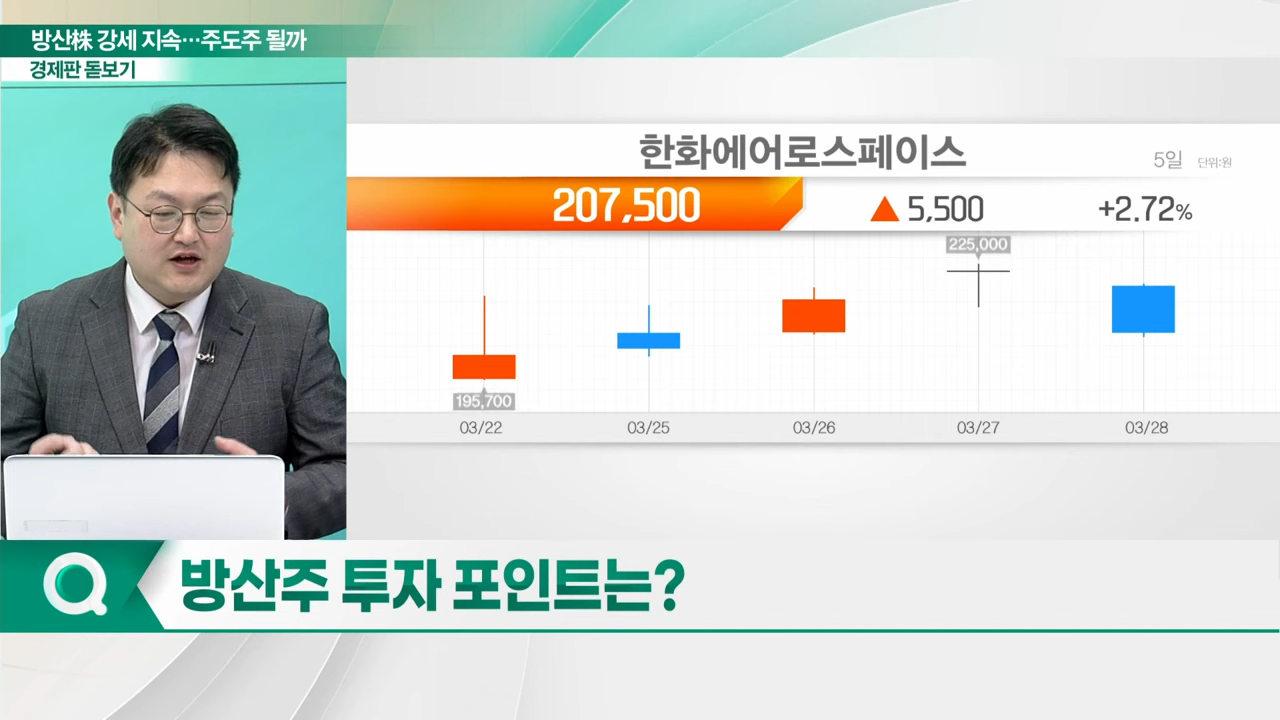 방산株 강세 지속…주도주 될까
경제판 돋보기
한화에어로스페이스
5일 단위:원
207,500 ▲ 5,500 +2.72%
225,000
195,700
03/22 03/25 03/26 03/27 03/28
Q 방산주 투자 포인트는?